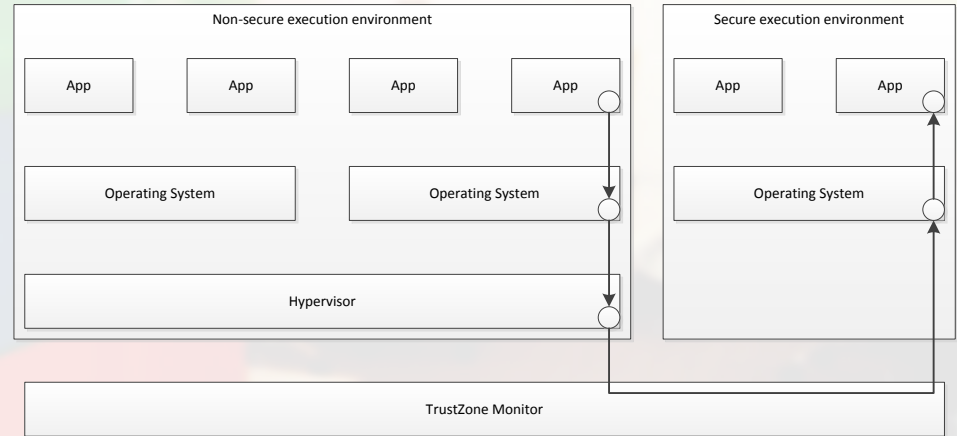 Non-secure execution environment
Secure execution environment
App
App
App
App
App
App
Operating System
Operating System
Operating System
Hypervisor
TrustZone Monitor